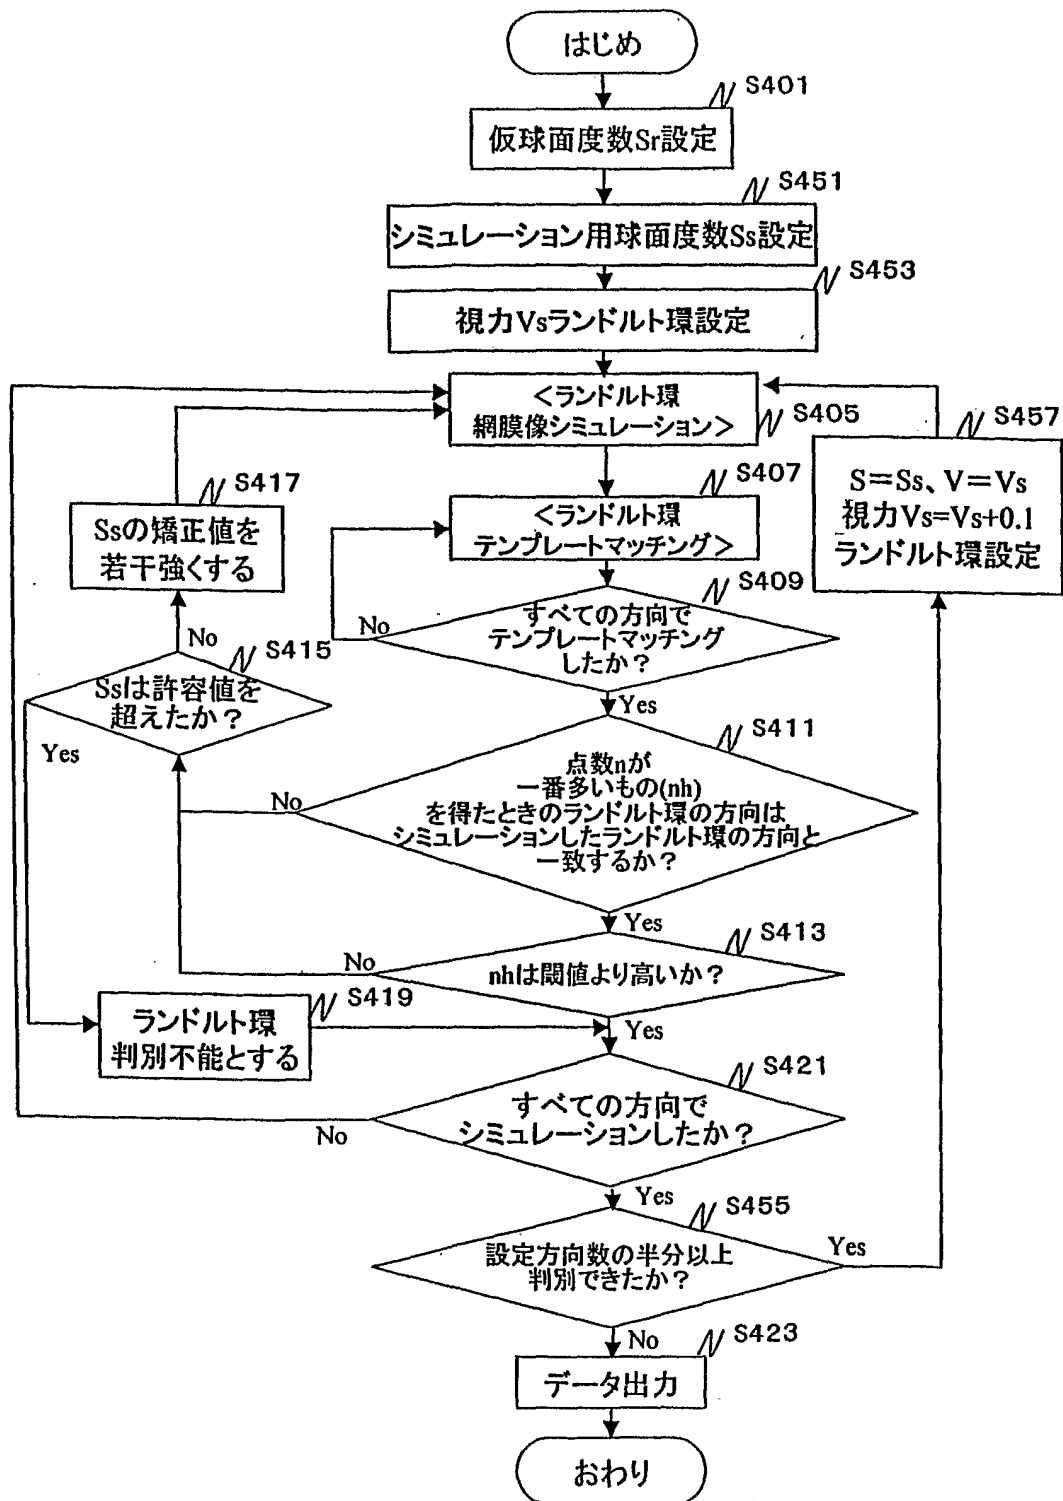 はじめ
S401
仮球面度数Sr設定
S451
シミュレーション用球面度数Ss設定
S453
視力Vsランドルト環設定
<ランドルト環
網膜像シミュレーション>
S405
S457
S=Ss、V=Vs
視力Vs=Vs+0.1
ランドルト環設定
S417
Ssの矯正値を
若干強くする
S407
<ランドルト環
テンプレートマッチング>
S409
すべての方向で
テンプレートマッチング
したか?
No
Yes
No
S415
Ssは許容値を
超えたか?
Yes
S411
点数nが
一番多いもの(nh)
を得たときのランドルト環の方向は
シミュレーションしたランドルト環の方向と
一致するか?
No
Yes
S413
nhは閾値より高いか?
No
Yes
S419
ランドルト環
判別不能とする
S421
すべての方向で
シミュレーションしたか?
No
Yes
S455
設定方向数の半分以上
判別できたか?
Yes
No
S423
データ出力
おわり